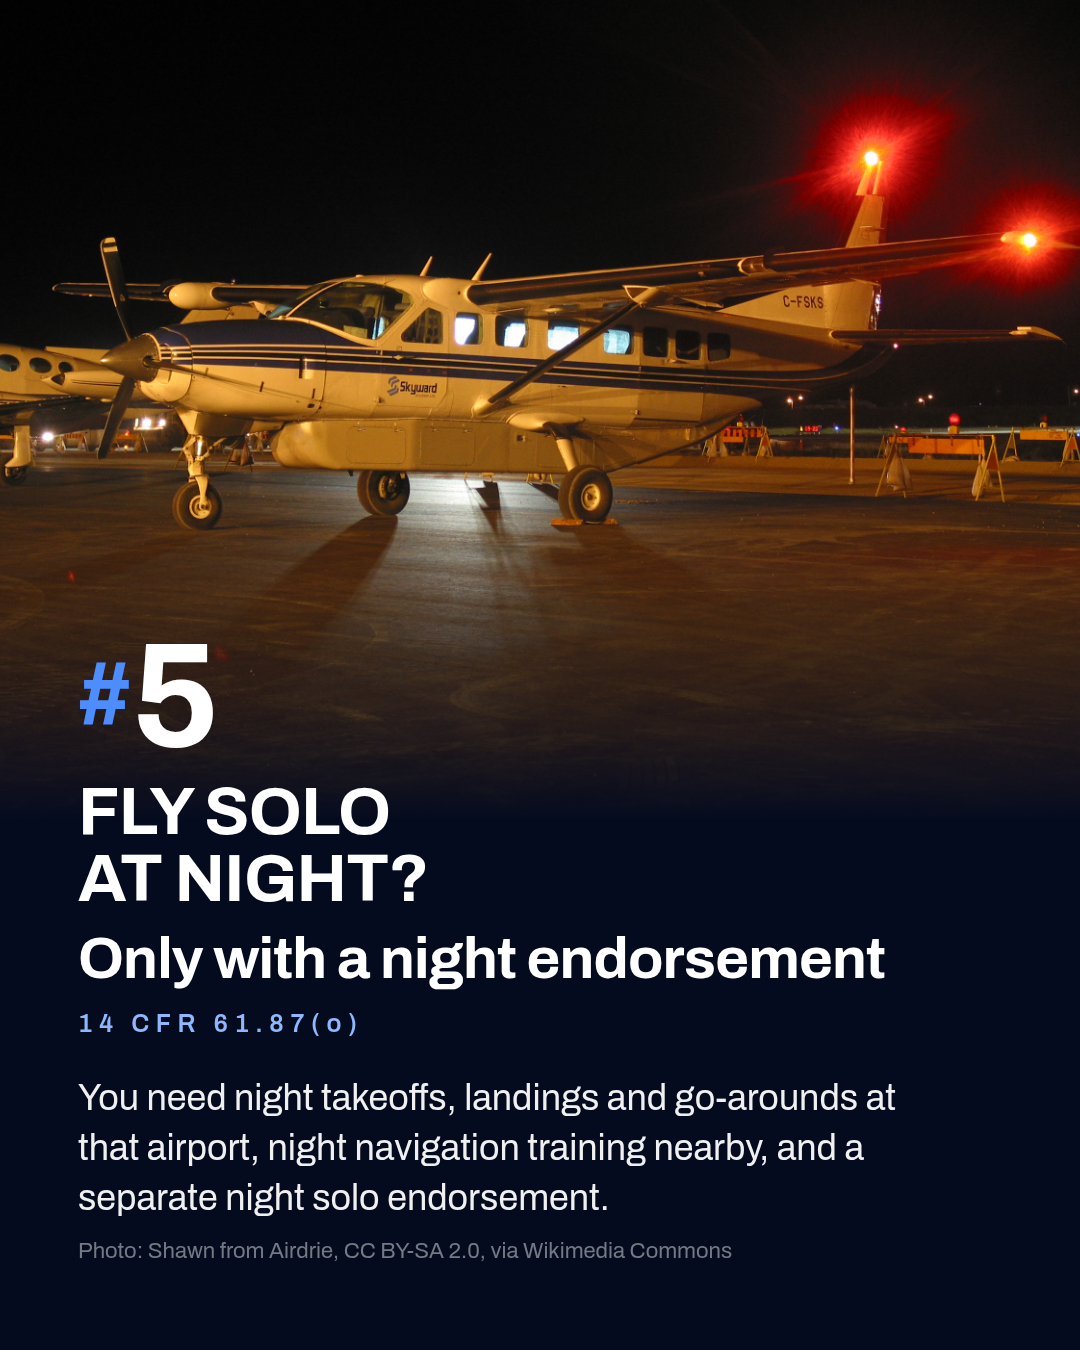 C-FSKS
Skyward
#5
FLY SOLO
AT NIGHT?
Only with a night endorsement
14 CFR 61.87(o)
You need night takeoffs, landings and go-arounds at
that airport, night navigation training nearby, and a
separate night solo endorsement.
Photo: Shawn from Airdrie, CC BY-SA 2.0, via Wikimedia Commons